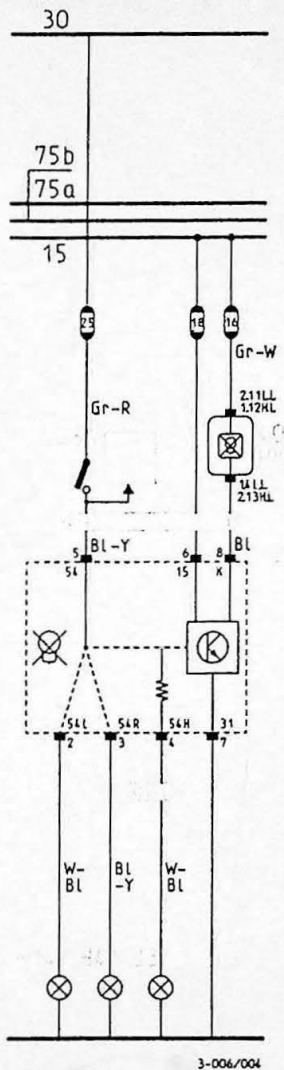 30
75b
75a
15
25
18
16
Gr-W
2.11LL
1.12HL
Gr-R
1.4LL
2.13HL
5 Bl-Y 6 8 Bl
54 15 K
54L 54R 54H 31
2 3 4 7
W- Bl W-
Bl -Y Bl
3-006/004